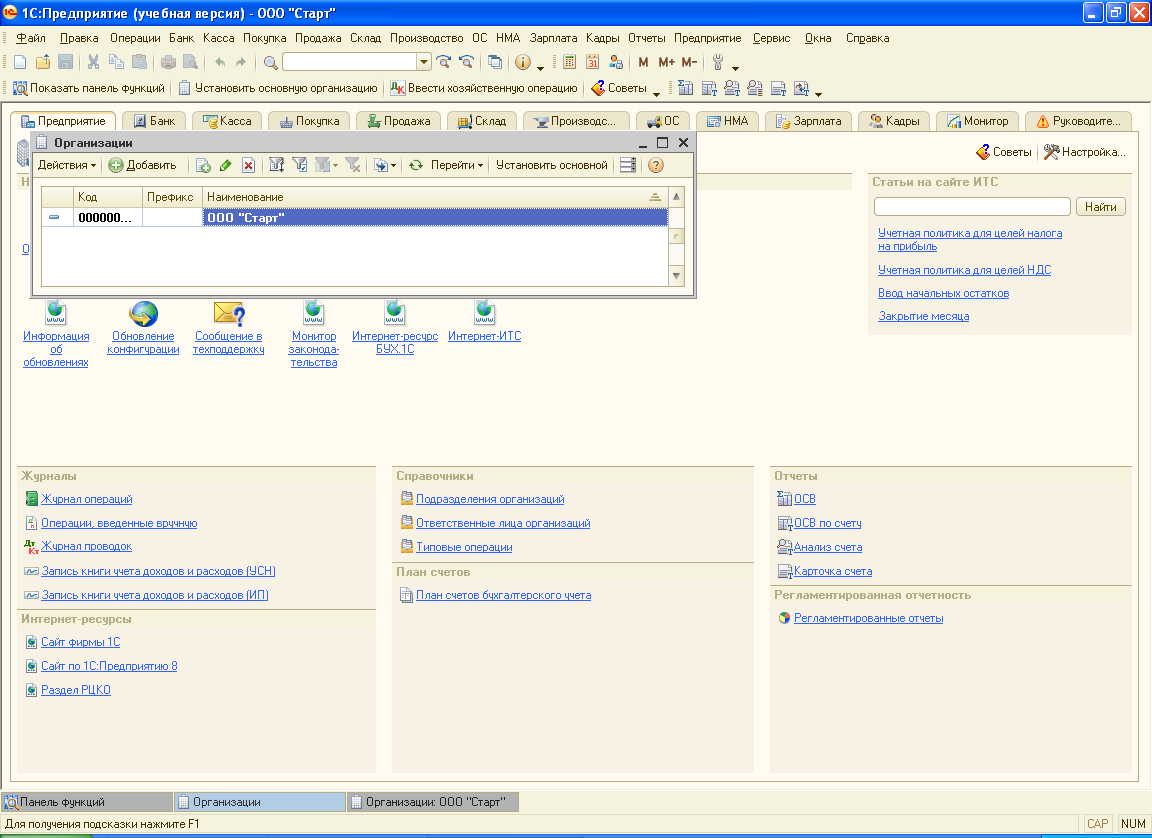 1С:Предприятие (учебная версия) - ООО "Старт"
Файл Правка Операции Банк Касса Покупка Продажа Склад Производство ОС НМА Зарплата Кадры Отчеты Предприятие Сервис Окна Справка
M M+ M-
Показать панель функций Установить основную организацию Ввести хозяйственную операцию Советы
Предприятие Банк Касса Покупка Продажа Склад Производс... ОС НМА Зарплата Кадры Монитор Руководите...
Организации
Советы Настройка...
Действия Добавить Перейти Установить основной
Код Префикс Наименование
000000... ООО "Старт"
Статьи на сайте ИТС
Найти
Учетная политика для целей налога
на прибыль
Учетная политика для целей НДС
Ввод начальных остатков
Закрытие месяца
Информация
об
обновлениях
Обновление
конфигурации
Сообщение в
техподдержку
Монитор
законода-
тельства
Интернет-ресурс
БУХ.1С
Интернет-ИТС
Журналы
Журнал операций
Операции, введенные вручную
Журнал проводок
Запись книги учета доходов и расходов (УСН)
Запись книги учета доходов и расходов (ИП)
Интернет-ресурсы
Сайт фирмы 1С
Сайт по 1С:Предприятию 8
Раздел РЦКО
Справочники
Подразделения организаций
Ответственные лица организаций
Типовые операции
План счетов
План счетов бухгалтерского учета
Отчеты
ОСВ
ОСВ по счету
Анализ счета
Карточка счета
Регламентированная отчетность
Регламентированные отчеты
Панель функций Организации Организации: ООО "Старт"
Для получения подсказки нажмите F1 CAP NUM